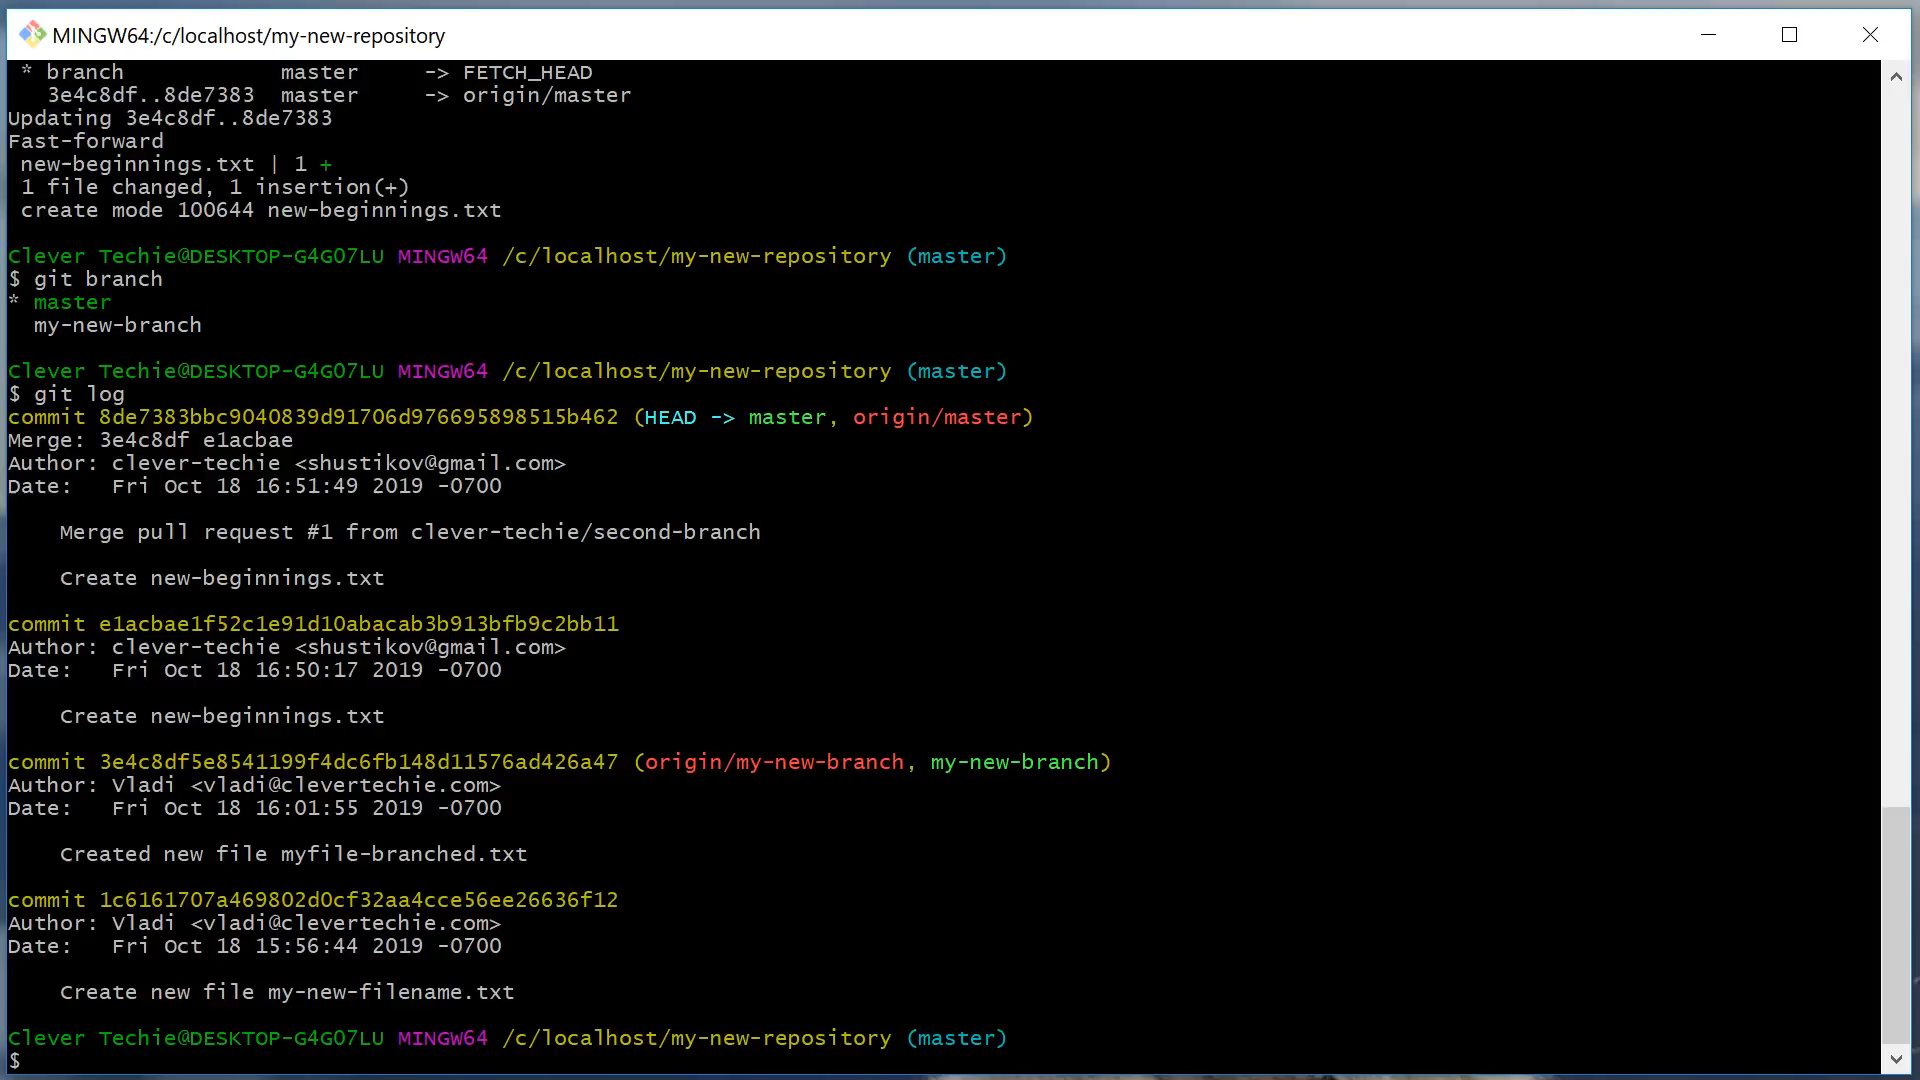 MINGW64:/c/localhost/my-new-repository
 * branch            master     -> FETCH_HEAD
   3e4c8df..8de7383  master     -> origin/master
Updating 3e4c8df..8de7383
Fast-forward
 new-beginnings.txt | 1 +
 1 file changed, 1 insertion(+)
 create mode 100644 new-beginnings.txt
Clever Techie@DESKTOP-G4G07LU MINGW64 /c/localhost/my-new-repository (master)
$ git branch
* master
  my-new-branch
Clever Techie@DESKTOP-G4G07LU MINGW64 /c/localhost/my-new-repository (master)
$ git log
commit 8de7383bbc9040839d91706d976695898515b462 (HEAD -> master, origin/master)
Merge: 3e4c8df e1acbae
Author: clever-techie <shustikov@gmail.com>
Date:   Fri Oct 18 16:51:49 2019 -0700
    Merge pull request #1 from clever-techie/second-branch
    Create new-beginnings.txt
commit e1acbae1f52c1e91d10abacab3b913bfb9c2bb11
Author: clever-techie <shustikov@gmail.com>
Date:   Fri Oct 18 16:50:17 2019 -0700
    Create new-beginnings.txt
commit 3e4c8df5e8541199f4dc6fb148d11576ad426a47 (origin/my-new-branch, my-new-branch)
Author: Vladi <vladi@clevertechie.com>
Date:   Fri Oct 18 16:01:55 2019 -0700
    Created new file myfile-branched.txt
commit 1c6161707a469802d0cf32aa4cce56ee26636f12
Author: Vladi <vladi@clevertechie.com>
Date:   Fri Oct 18 15:56:44 2019 -0700
    Create new file my-new-filename.txt
Clever Techie@DESKTOP-G4G07LU MINGW64 /c/localhost/my-new-repository (master)
$